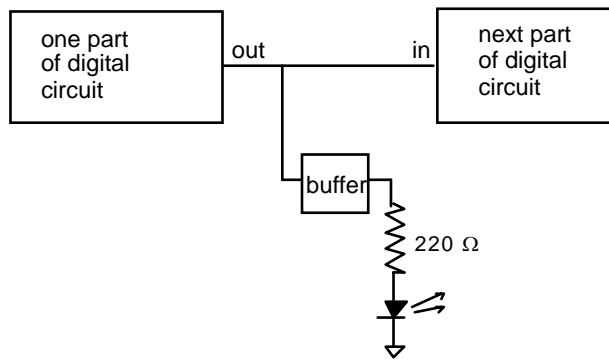 one part
of digital
circuit
out
in
next part
of digital
circuit
buffer
220 Ω